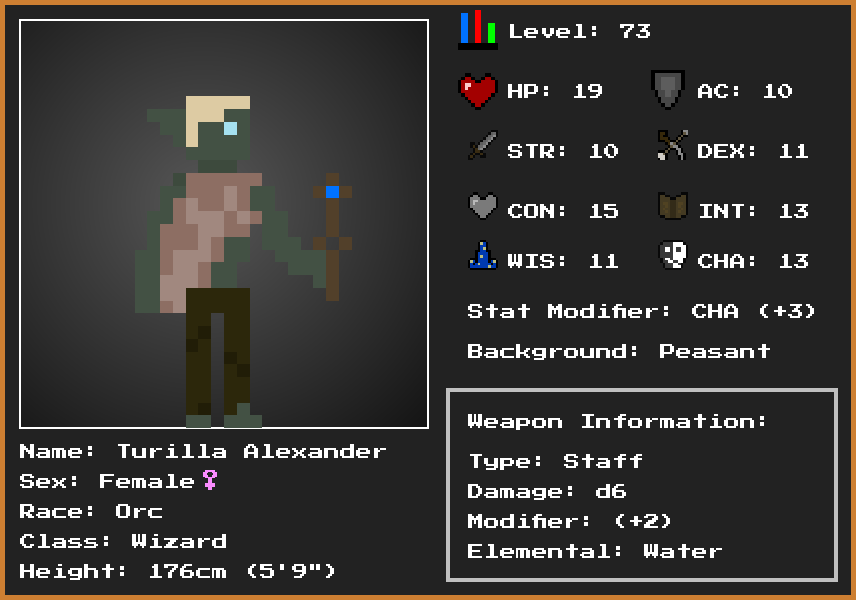 Level: 73
HP: 19
AC: 10
STR: 10
DEX: 11
CON: 15
INT: 13
WIS: 11
CHA: 13
Stat Modifier: CHA (+3)
Background: Peasant
Weapon Information:
Type: Staff
Damage: d6
Modifier: (+2)
Elemental: Water
Name: Turilla Alexander
Sex: Female♀
Race: Orc
Class: Wizard
Height: 176cm (5'9")